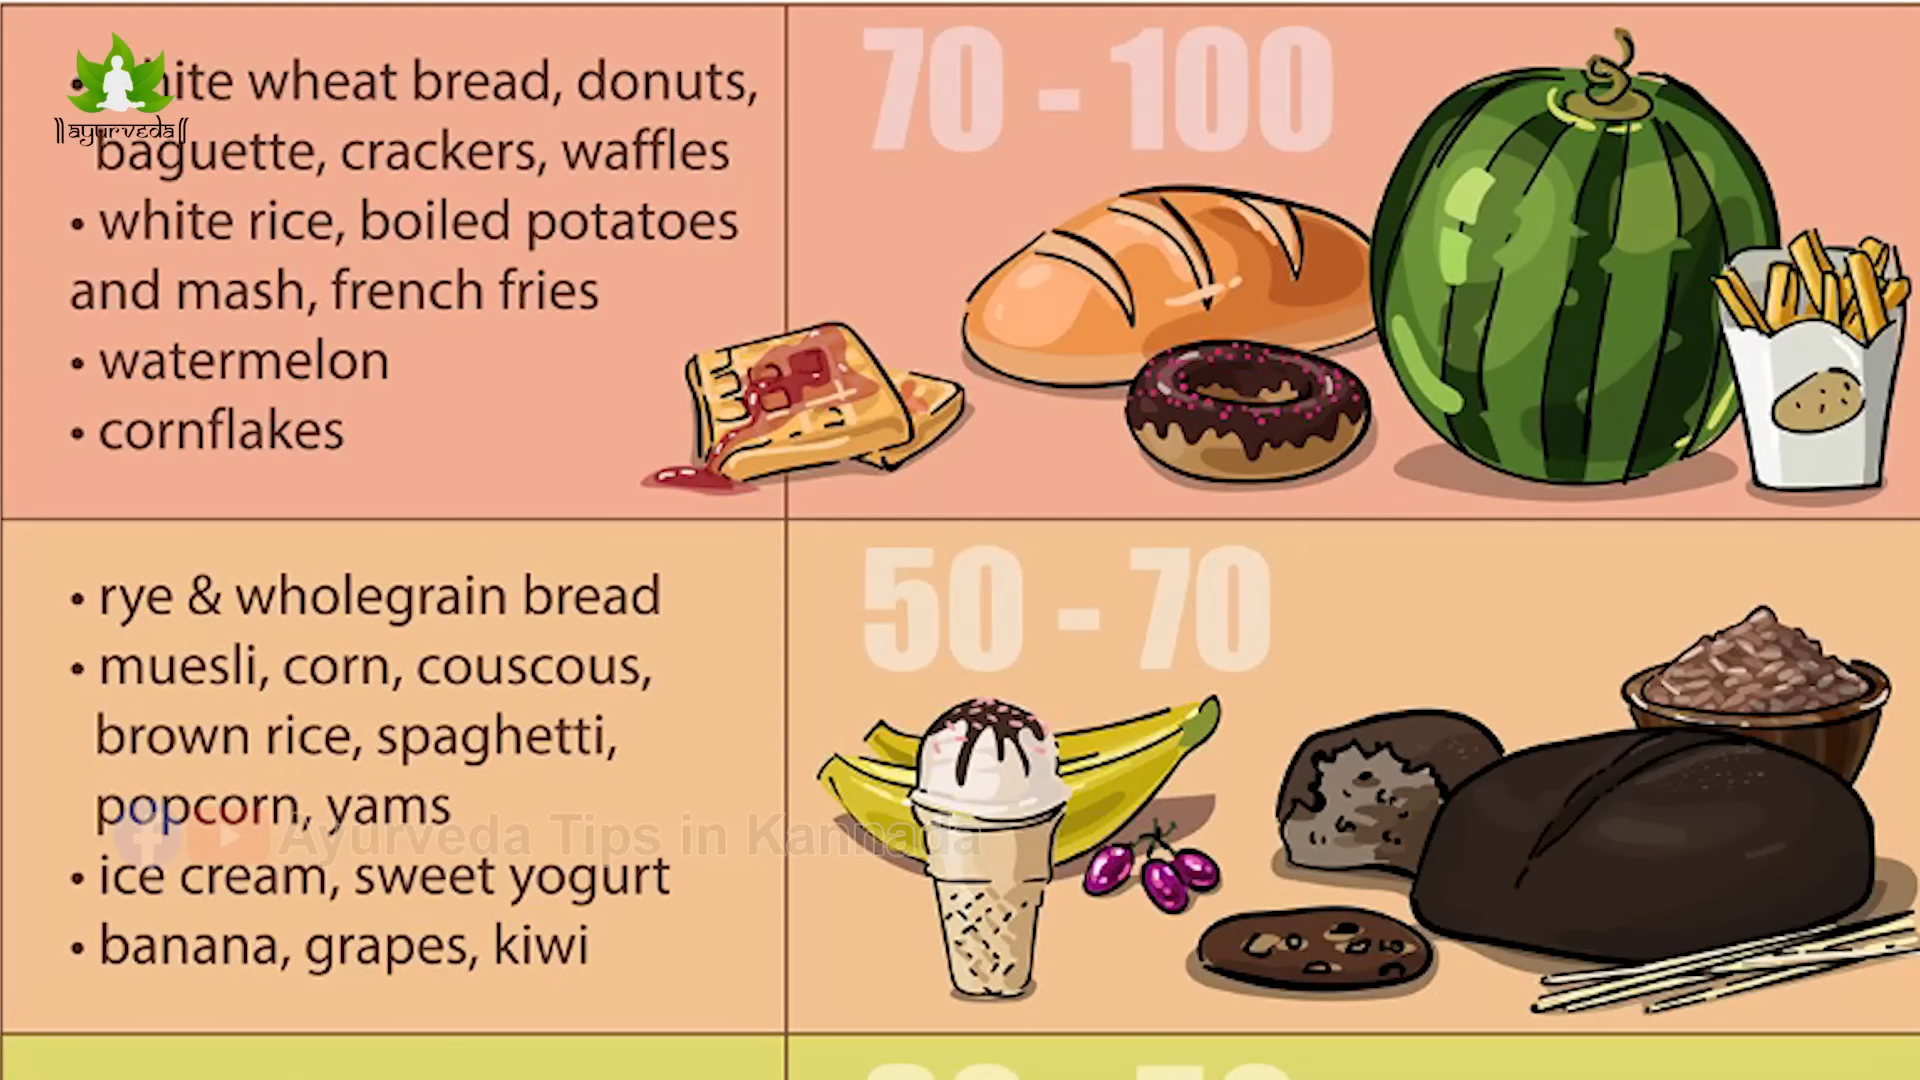 wheat bread, donuts,
||ayurveda||
baguette, crackers, waffles
• white rice, boiled potatoes
and mash, french fries
• watermelon
• cornflakes
70 - 100
• rye & wholegrain bread
• muesli, corn, couscous,
brown rice, spaghetti,
popcorn, yams
• ice cream, sweet yogurt
• banana, grapes, kiwi
50 - 70
Ayurveda Tips in Kannada